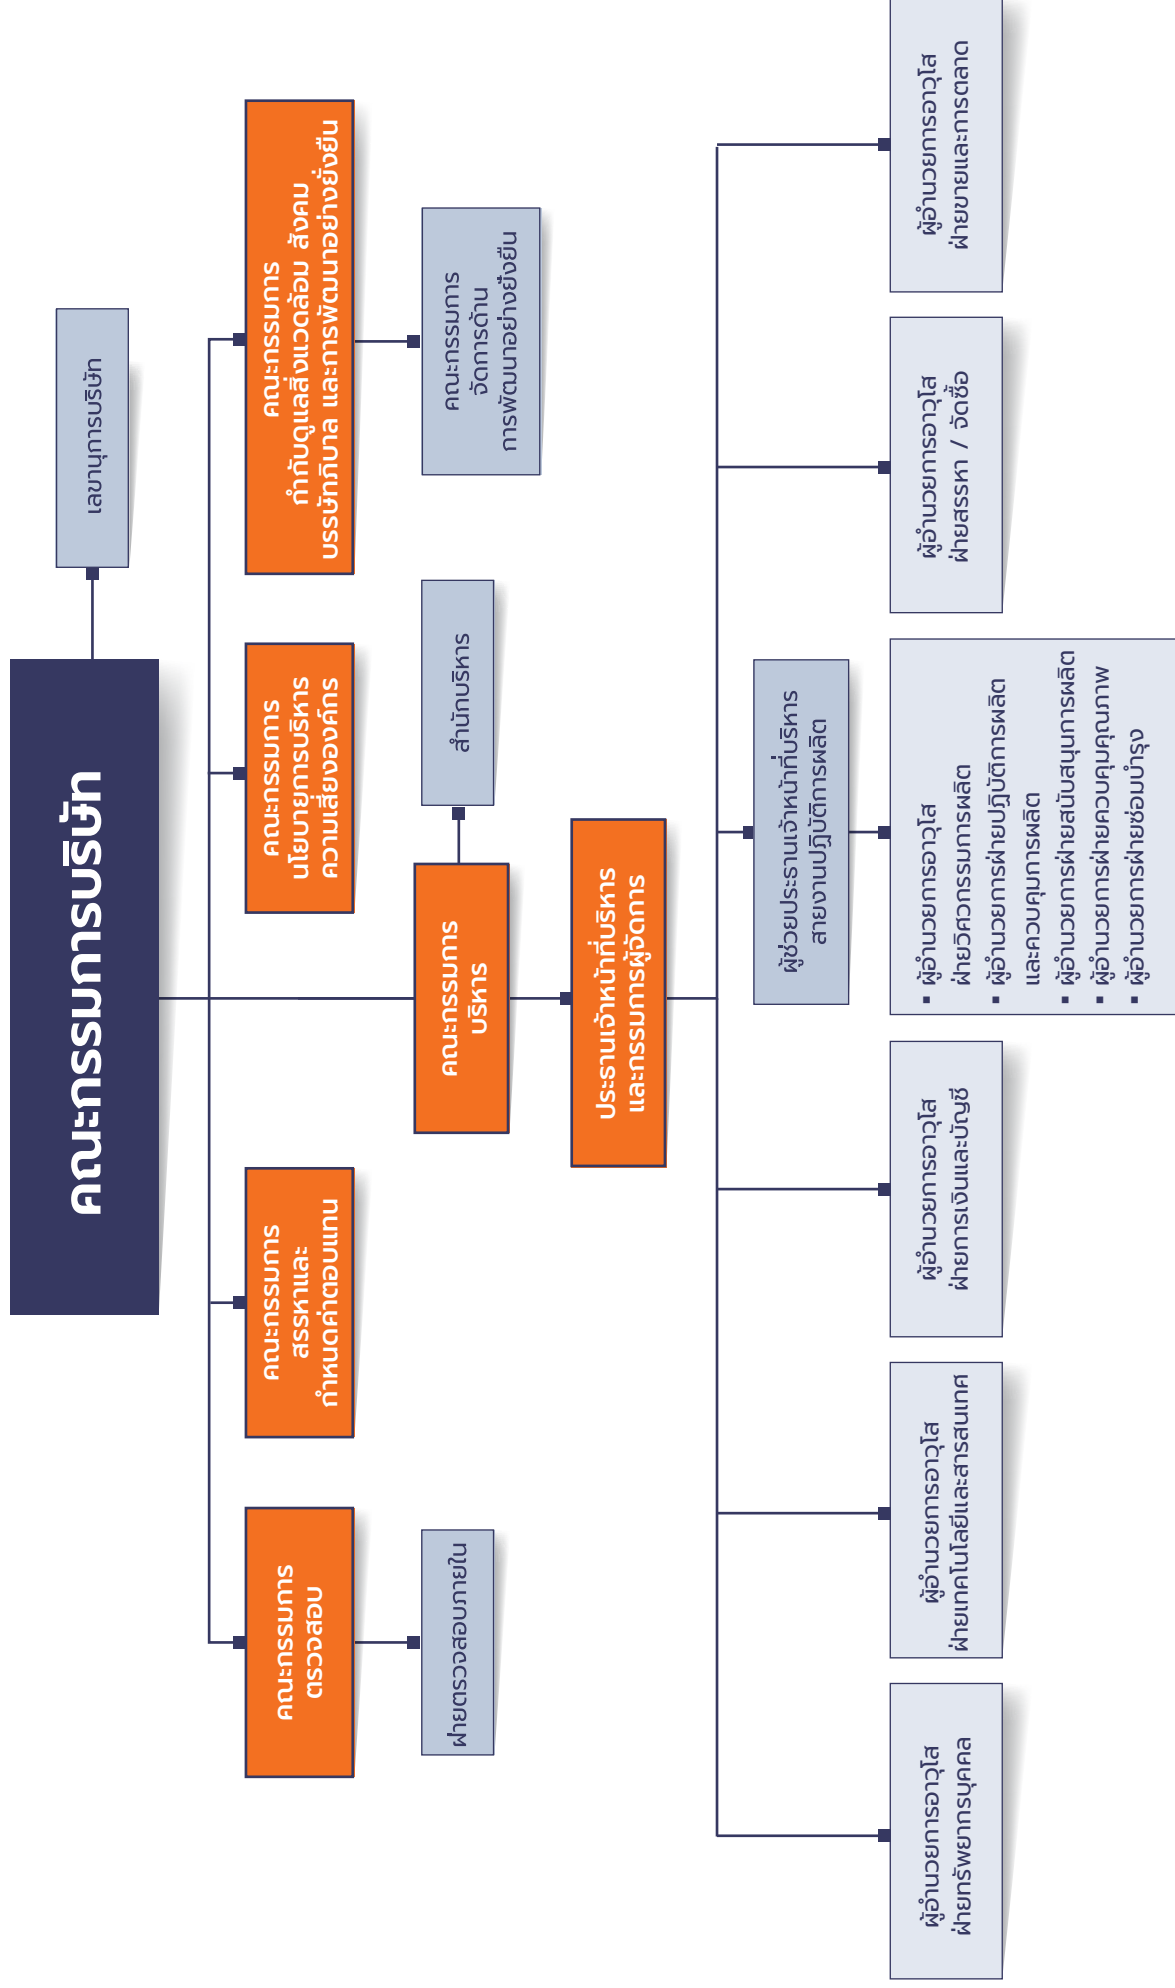 คณะกรรมการบริษัท
เลขานุการบริษัท
คณะกรรมการ
ตรวจสอบ
คณะกรรมการ
สรรหาและ
กำหนดค่าตอบแทน
คณะกรรมการ
นโยบายการบริหาร
ความเสี่ยงองค์กร
คณะกรรมการ
กำกับดูแลสิ่งแวดล้อม สังคม
บรรษัทภิบาล และการพัฒนาอย่างยั่งยืน
ฝ่ายตรวจสอบภายใน
คณะกรรมการ
บริหาร
สำนักบริหาร
คณะกรรมการ
จัดการด้าน
การพัฒนาอย่างยั่งยืน
ประธานเจ้าหน้าที่บริหาร
และกรรมการผู้จัดการ
ผู้ช่วยประธานเจ้าหน้าที่บริหาร
สายงานปฏิบัติการผลิต
ผู้อำนวยการอาวุโส
ฝ่ายทรัพยากรบุคคล
ผู้อำนวยการอาวุโส
ฝ่ายเทคโนโลยีและสารสนเทศ
ผู้อำนวยการอาวุโส
ฝ่ายการเงินและบัญชี
▪ ผู้อำนวยการอาวุโส
ฝ่ายวิศวกรรมการผลิต
▪ ผู้อำนวยการฝ่ายปฏิบัติการผลิต
และควบคุมการผลิต
▪ ผู้อำนวยการฝ่ายสนับสนุนการผลิต
▪ ผู้อำนวยการฝ่ายควบคุมคุณภาพ
▪ ผู้อำนวยการฝ่ายซ่อมบำรุง
ผู้อำนวยการอาวุโส
ฝ่ายสรรหา / จัดซื้อ
ผู้อำนวยการอาวุโส
ฝ่ายขายและการตลาด